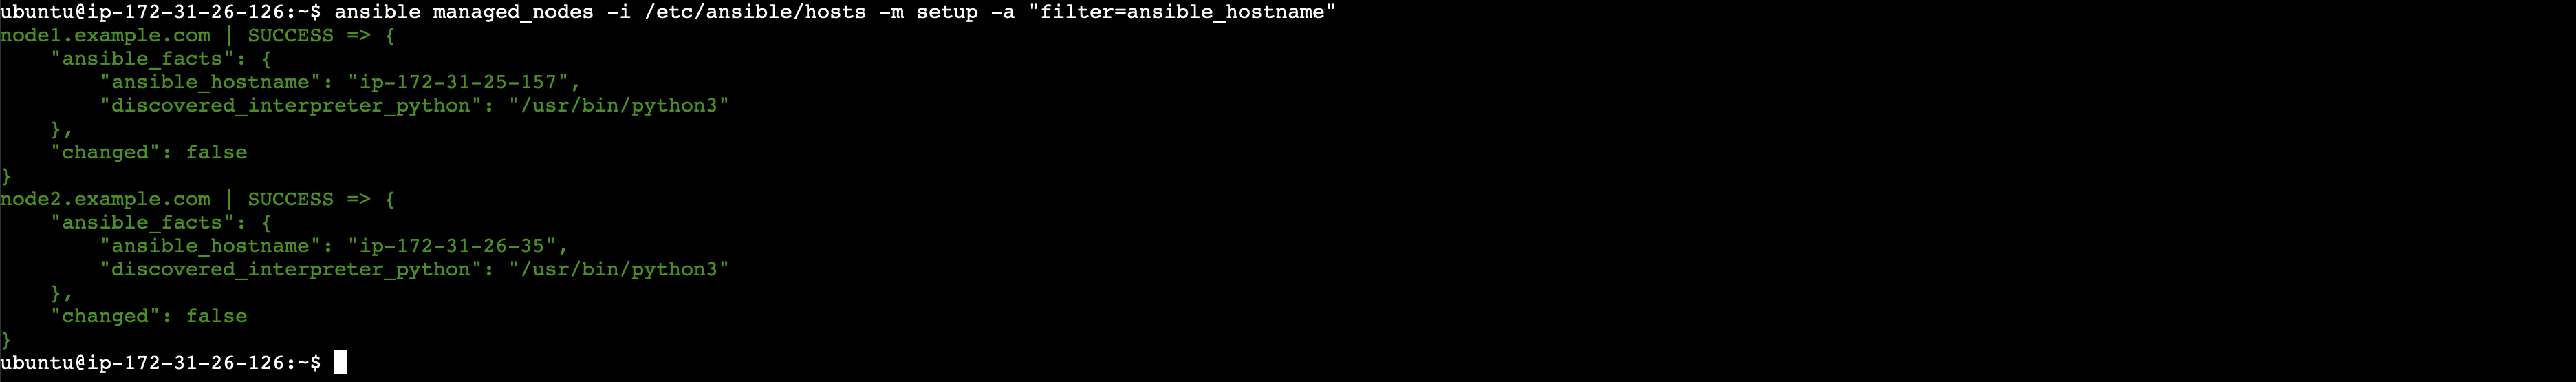 ubuntu@ip-172-31-26-126:~$ ansible managed_nodes -i /etc/ansible/hosts -m setup -a "filter=ansible_hostname"
node1.example.com | SUCCESS => {
    "ansible_facts": {
        "ansible_hostname": "ip-172-31-25-157",
        "discovered_interpreter_python": "/usr/bin/python3"
    },
    "changed": false
}
node2.example.com | SUCCESS => {
    "ansible_facts": {
        "ansible_hostname": "ip-172-31-26-35",
        "discovered_interpreter_python": "/usr/bin/python3"
    },
    "changed": false
}
ubuntu@ip-172-31-26-126:~$